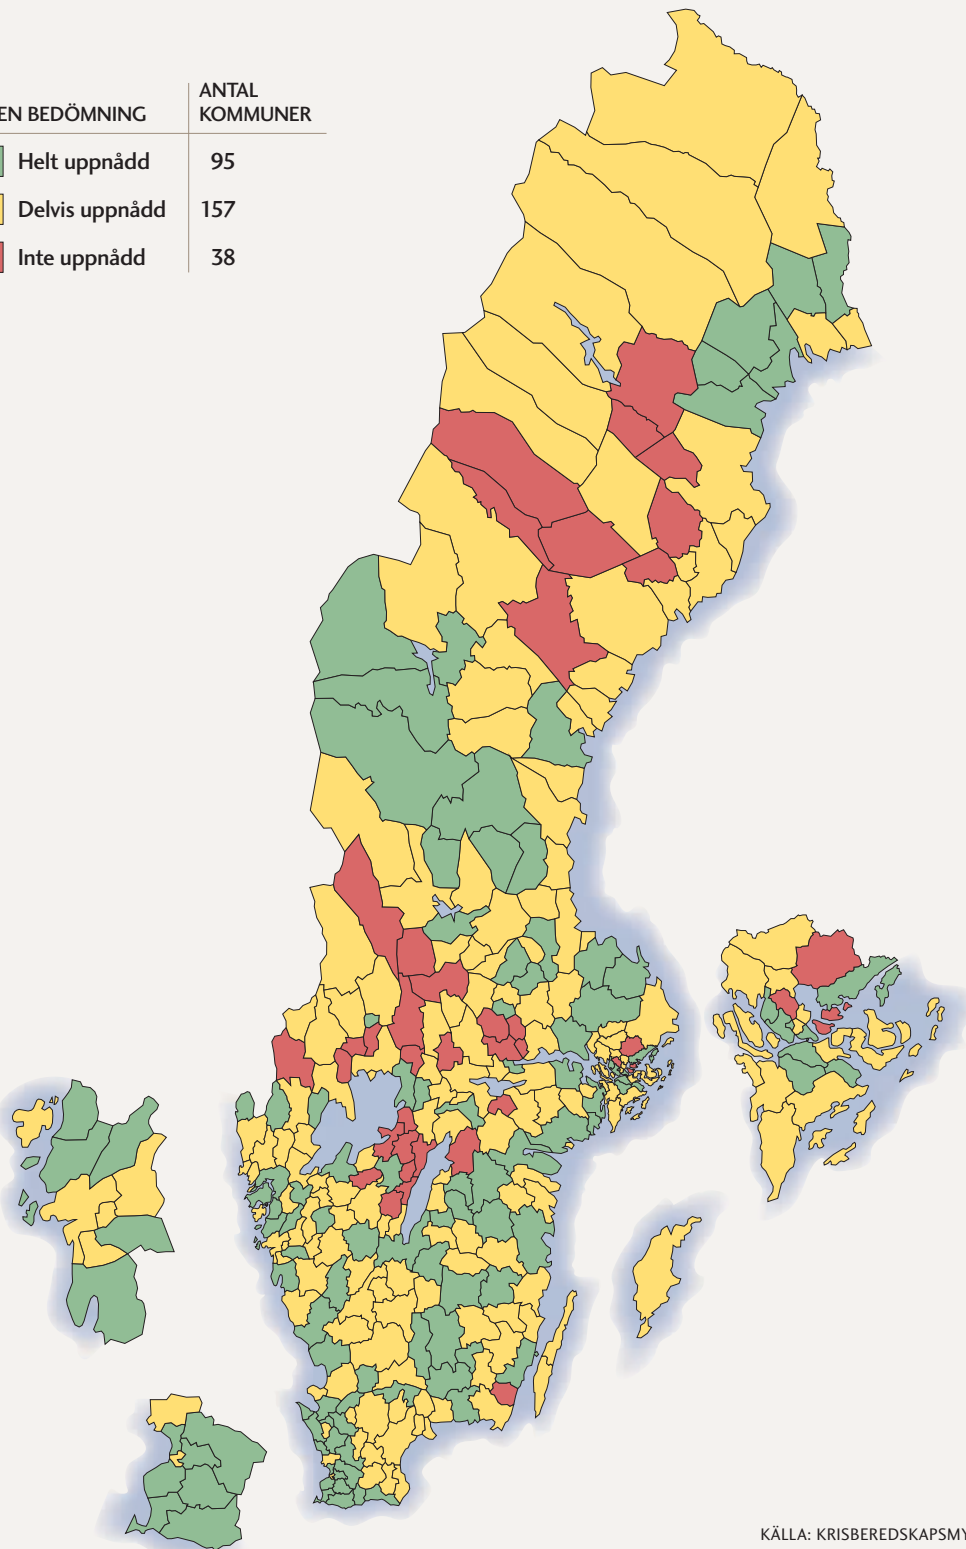 ANTAL
EN BEDÖMNING KOMMUNER
Helt uppnådd 95
Delvis uppnådd 157
Inte uppnådd 38
KÄLLA: KRISBEREDSKAPSMY